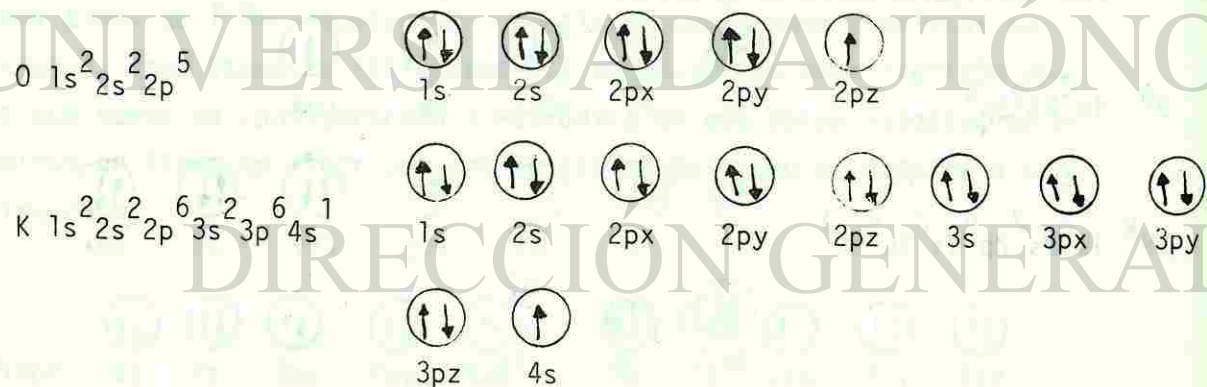 UNIVERSIDAD AUTÓNO
O 1s² 2s² 2p⁵
1s 2s 2px 2py 2pz
K 1s² 2s² 2p⁶ 3s² 3p⁶ 4s¹
1s 2s 2px 2py 2pz 3s 3px 3py
DIRECCIÓN GENERAL
3pz 4s